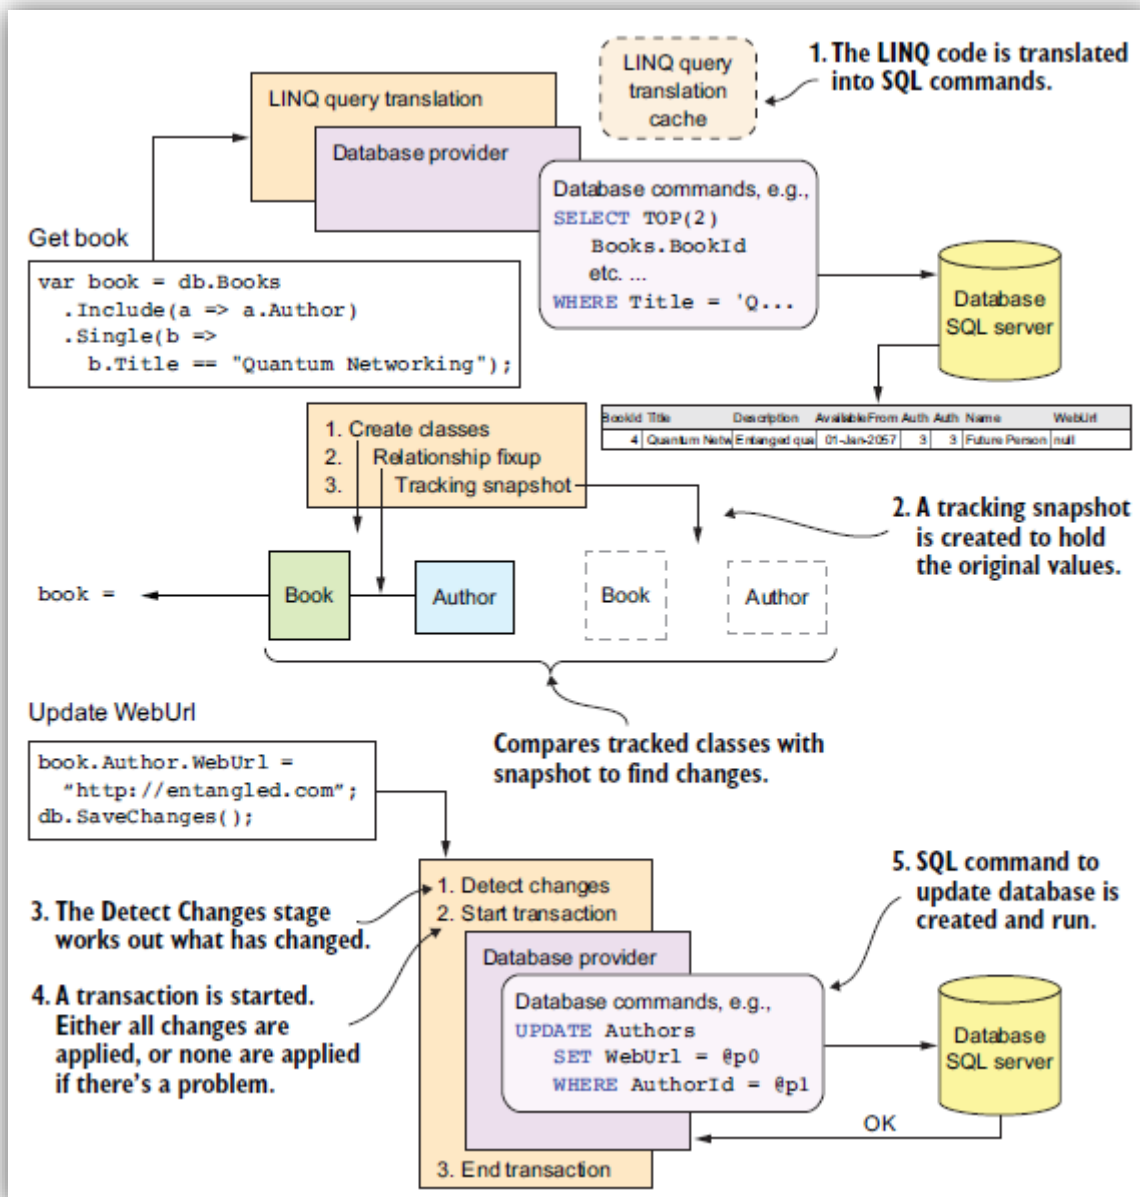 1. The LINQ code is translated
into SQL commands.
LINQ query
translation
cache
LINQ query translation
Database provider
Database commands, e.g.,
SELECT TOP(2)
Books.BookId
etc. ...
WHERE Title = 'Q...
Get book
var book = db.Books
.Include(a => a.Author)
.Single(b =>
b.Title == "Quantum Networking");
Database
SQL server
BookId Title Description AvailableFrom Auth Auth Name WebUrl
4 Quantum Netw Entanged qua 01-Jan-2057 3 3 Future Person null
1. Create classes
2. Relationship fixup
3. Tracking snapshot
2. A tracking snapshot
is created to hold
the original values.
book =
Book
Author
Book
Author
Compares tracked classes with
snapshot to find changes.
Update WebUrl
book.Author.WebUrl =
“http://entangled.com”;
db.SaveChanges();
1. Detect changes
2. Start transaction
3. The Detect Changes stage
works out what has changed.
4. A transaction is started.
Either all changes are
applied, or none are applied
if there’s a problem.
Database provider
Database commands, e.g.,
UPDATE Authors
SET WebUrl = @p0
WHERE AuthorId = @p1
5. SQL command to
update database is
created and run.
Database
SQL server
OK
3. End transaction